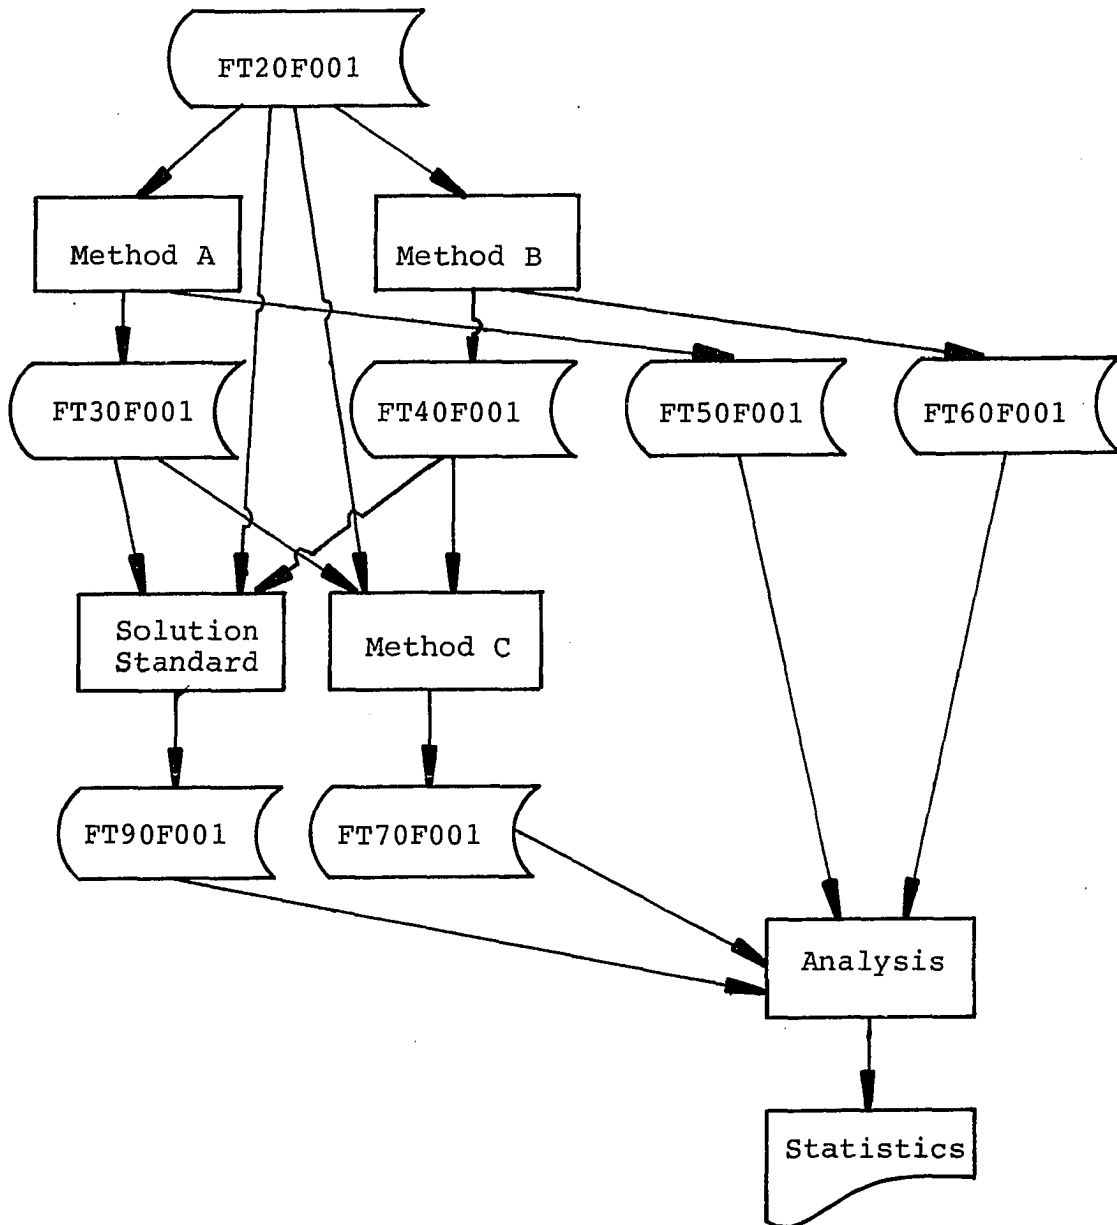 FT20F001
Method A
Method B
FT30F001
FT40F001
FT50F001
FT60F001
Solution
Standard
Method C
FT90F001
FT70F001
Analysis
Statistics